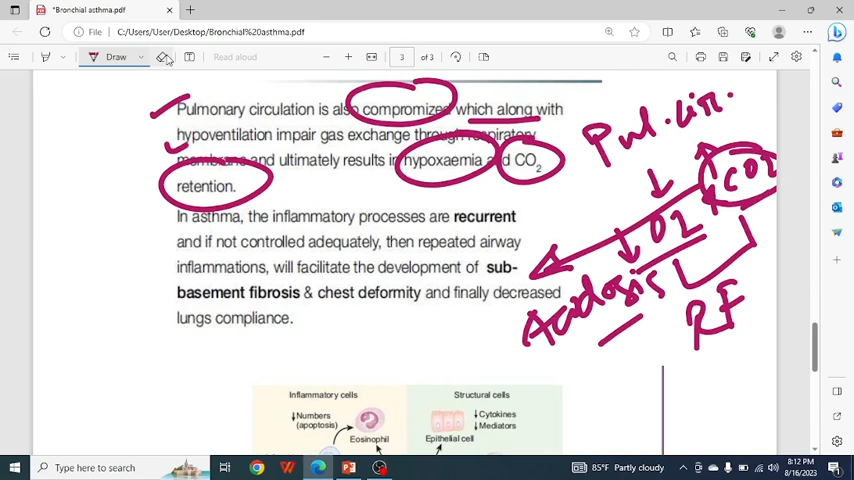 *Bronchial asthma.pdf
File
C:/Users/User/Desktop/Bronchial%20asthma.pdf
Draw
Read aloud
3
of 3
Pulmonary circulation is also compromized which along with
hypoventilation impair gas exchange through respiratory
membrane and ultimately results in hypoxaemia and CO2
retention.
In asthma, the inflammatory processes are recurrent
and if not controlled adequately, then repeated airway
inflammations, will facilitate the development of sub-
basement fibrosis & chest deformity and finally decreased
lungs compliance.
Pul. cir.
↑ CO2
↓ O2
↓
Acidosis
RF
Inflammatory cells
Structural cells
↓Numbers
(apoptosis)
Eosinophil
↓Cytokines
↓Mediators
Epithelial cell
Type here to search
85°F Partly cloudy
8:12 PM
8/16/2023